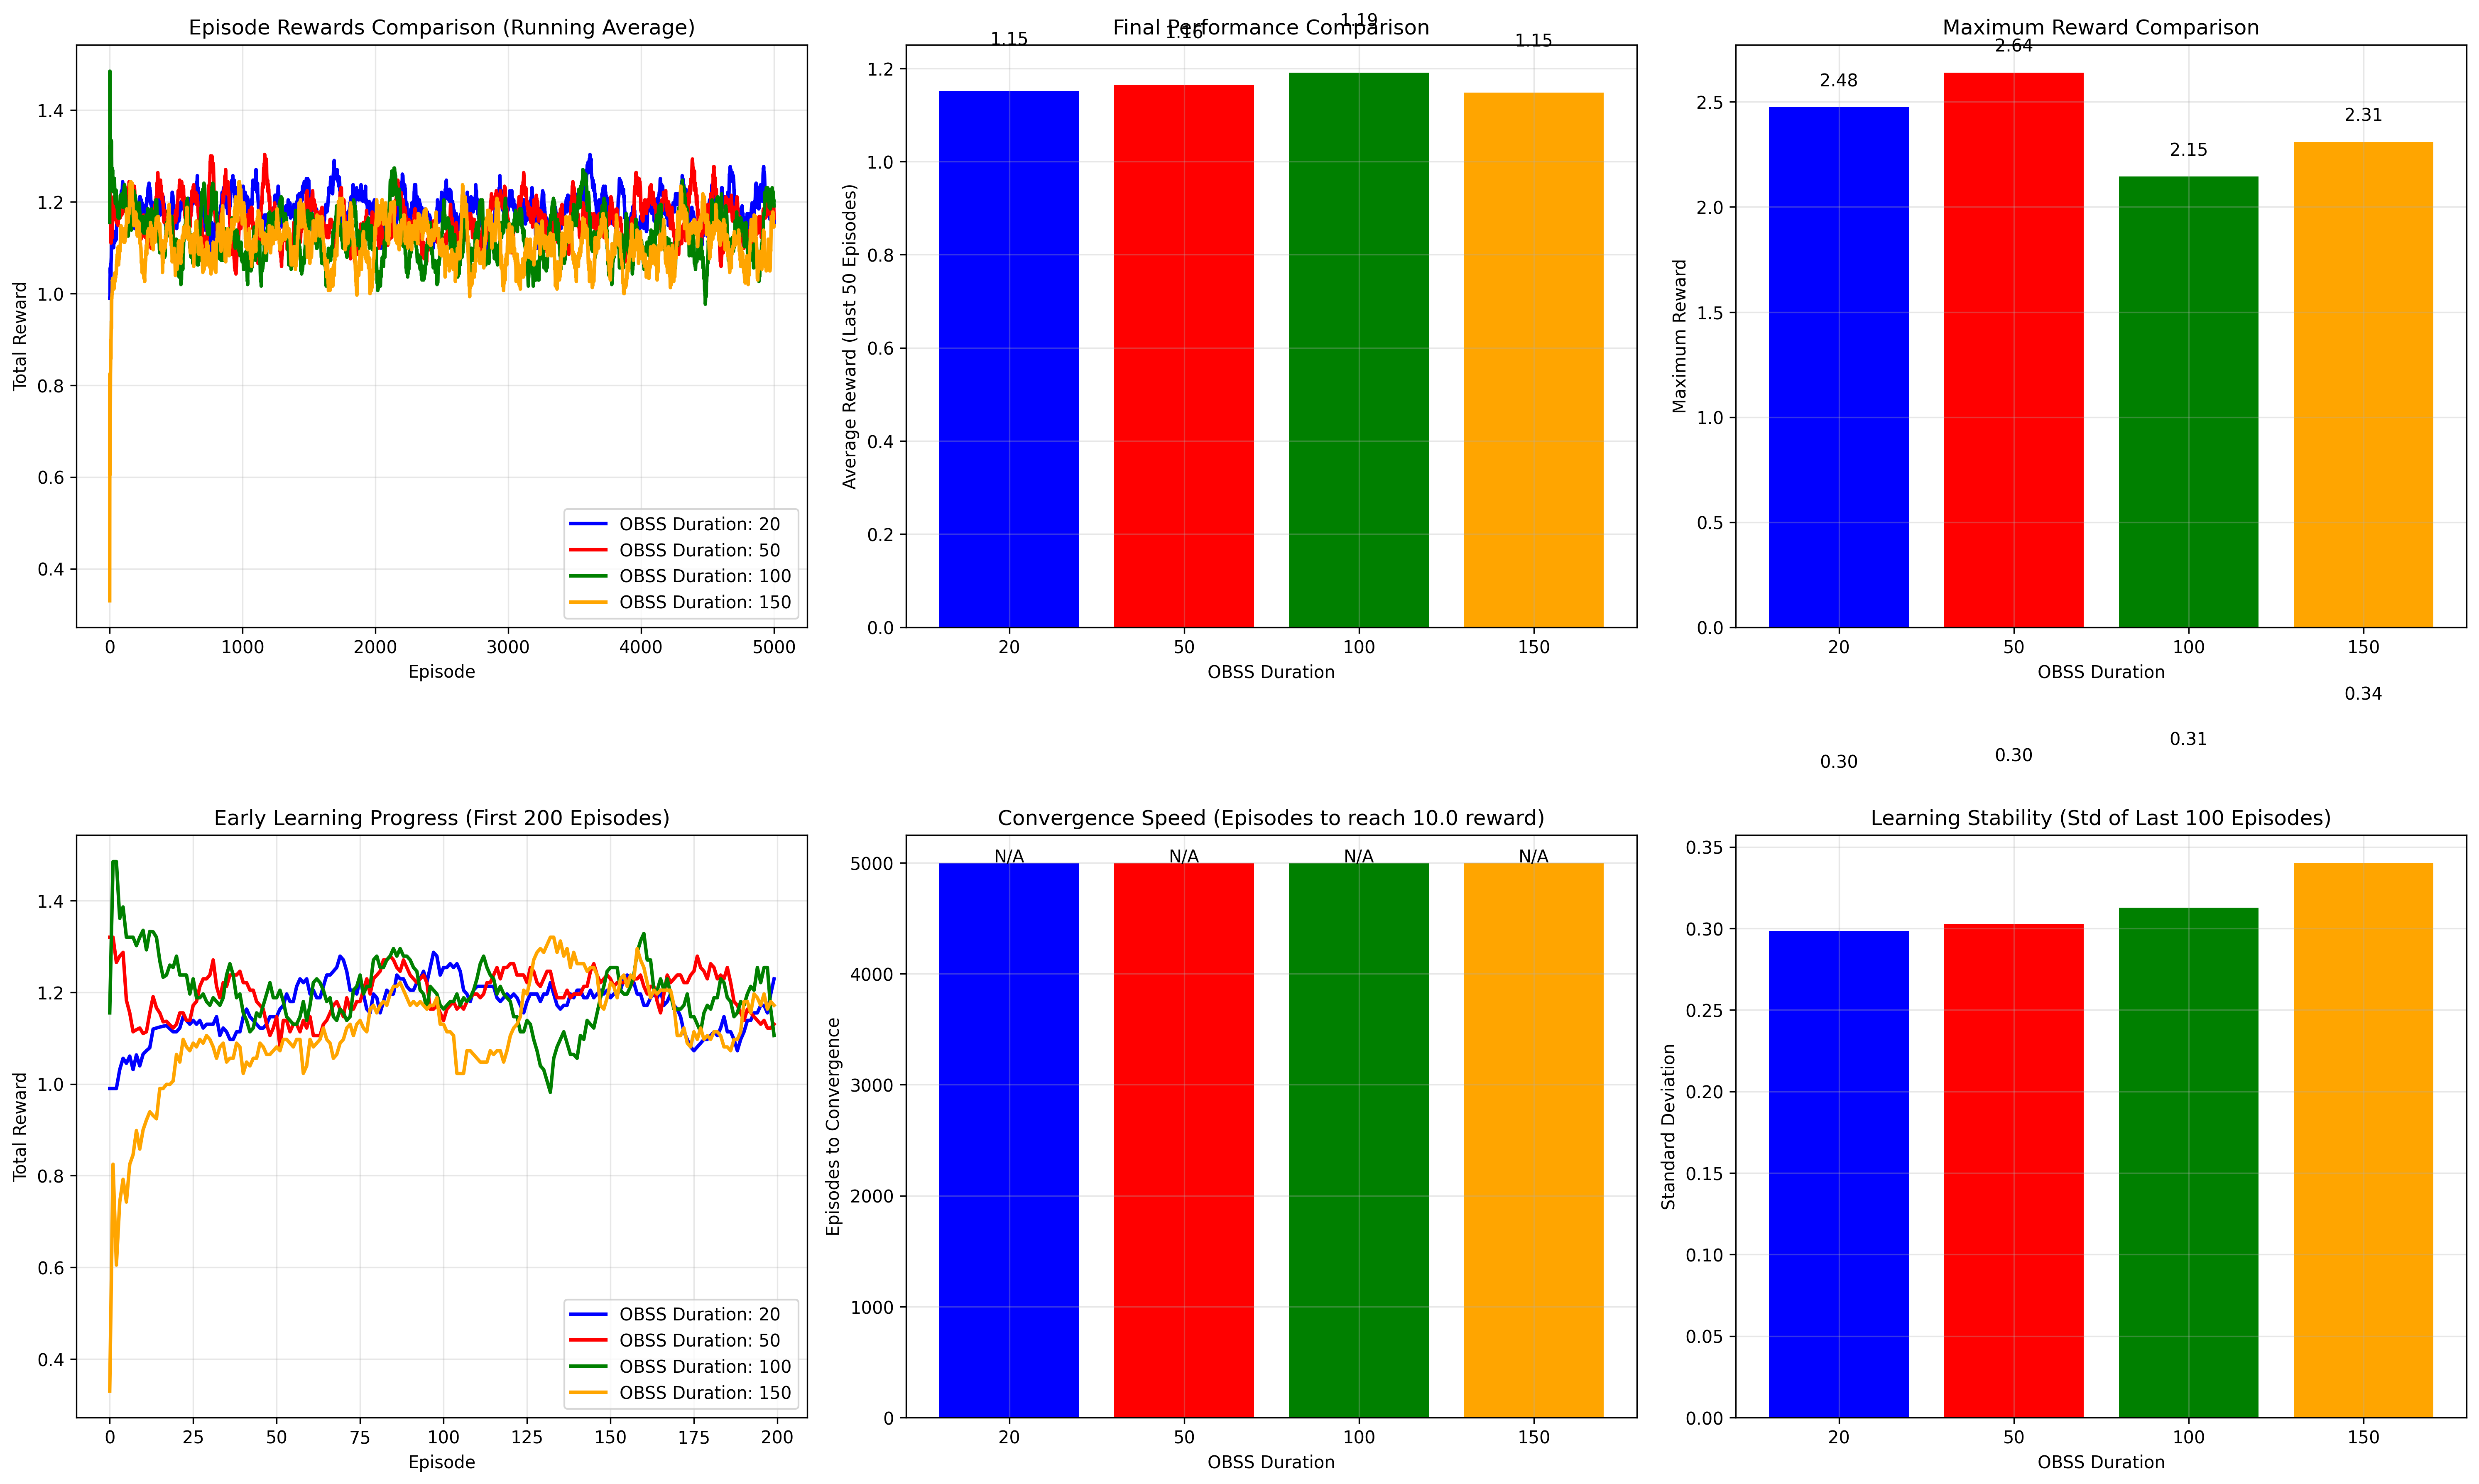 Episode Rewards Comparison (Running Average)
Total Reward
1.4
1.2
1.0
0.8
0.6
0.4
OBSS Duration: 20
OBSS Duration: 50
OBSS Duration: 100
OBSS Duration: 150
0 1000 2000 3000 4000 5000
Episode
Final Performance Comparison
1.15 1.16 1.19 1.15
Average Reward (Last 50 Episodes)
1.2
1.0
0.8
0.6
0.4
0.2
0.0
20 50 100 150
OBSS Duration
Maximum Reward Comparison
2.48 2.64 2.15 2.31
Maximum Reward
2.5
2.0
1.5
1.0
0.5
0.0
20 50 100 150
OBSS Duration
Early Learning Progress (First 200 Episodes)
Total Reward
1.4
1.2
1.0
0.8
0.6
0.4
OBSS Duration: 20
OBSS Duration: 50
OBSS Duration: 100
OBSS Duration: 150
0 25 50 75 100 125 150 175 200
Episode
Convergence Speed (Episodes to reach 10.0 reward)
N/A N/A N/A N/A
Episodes to Convergence
5000
4000
3000
2000
1000
0
20 50 100 150
OBSS Duration
0.30 0.30 0.31 0.34
Learning Stability (Std of Last 100 Episodes)
Standard Deviation
0.35
0.30
0.25
0.20
0.15
0.10
0.05
0.00
20 50 100 150
OBSS Duration